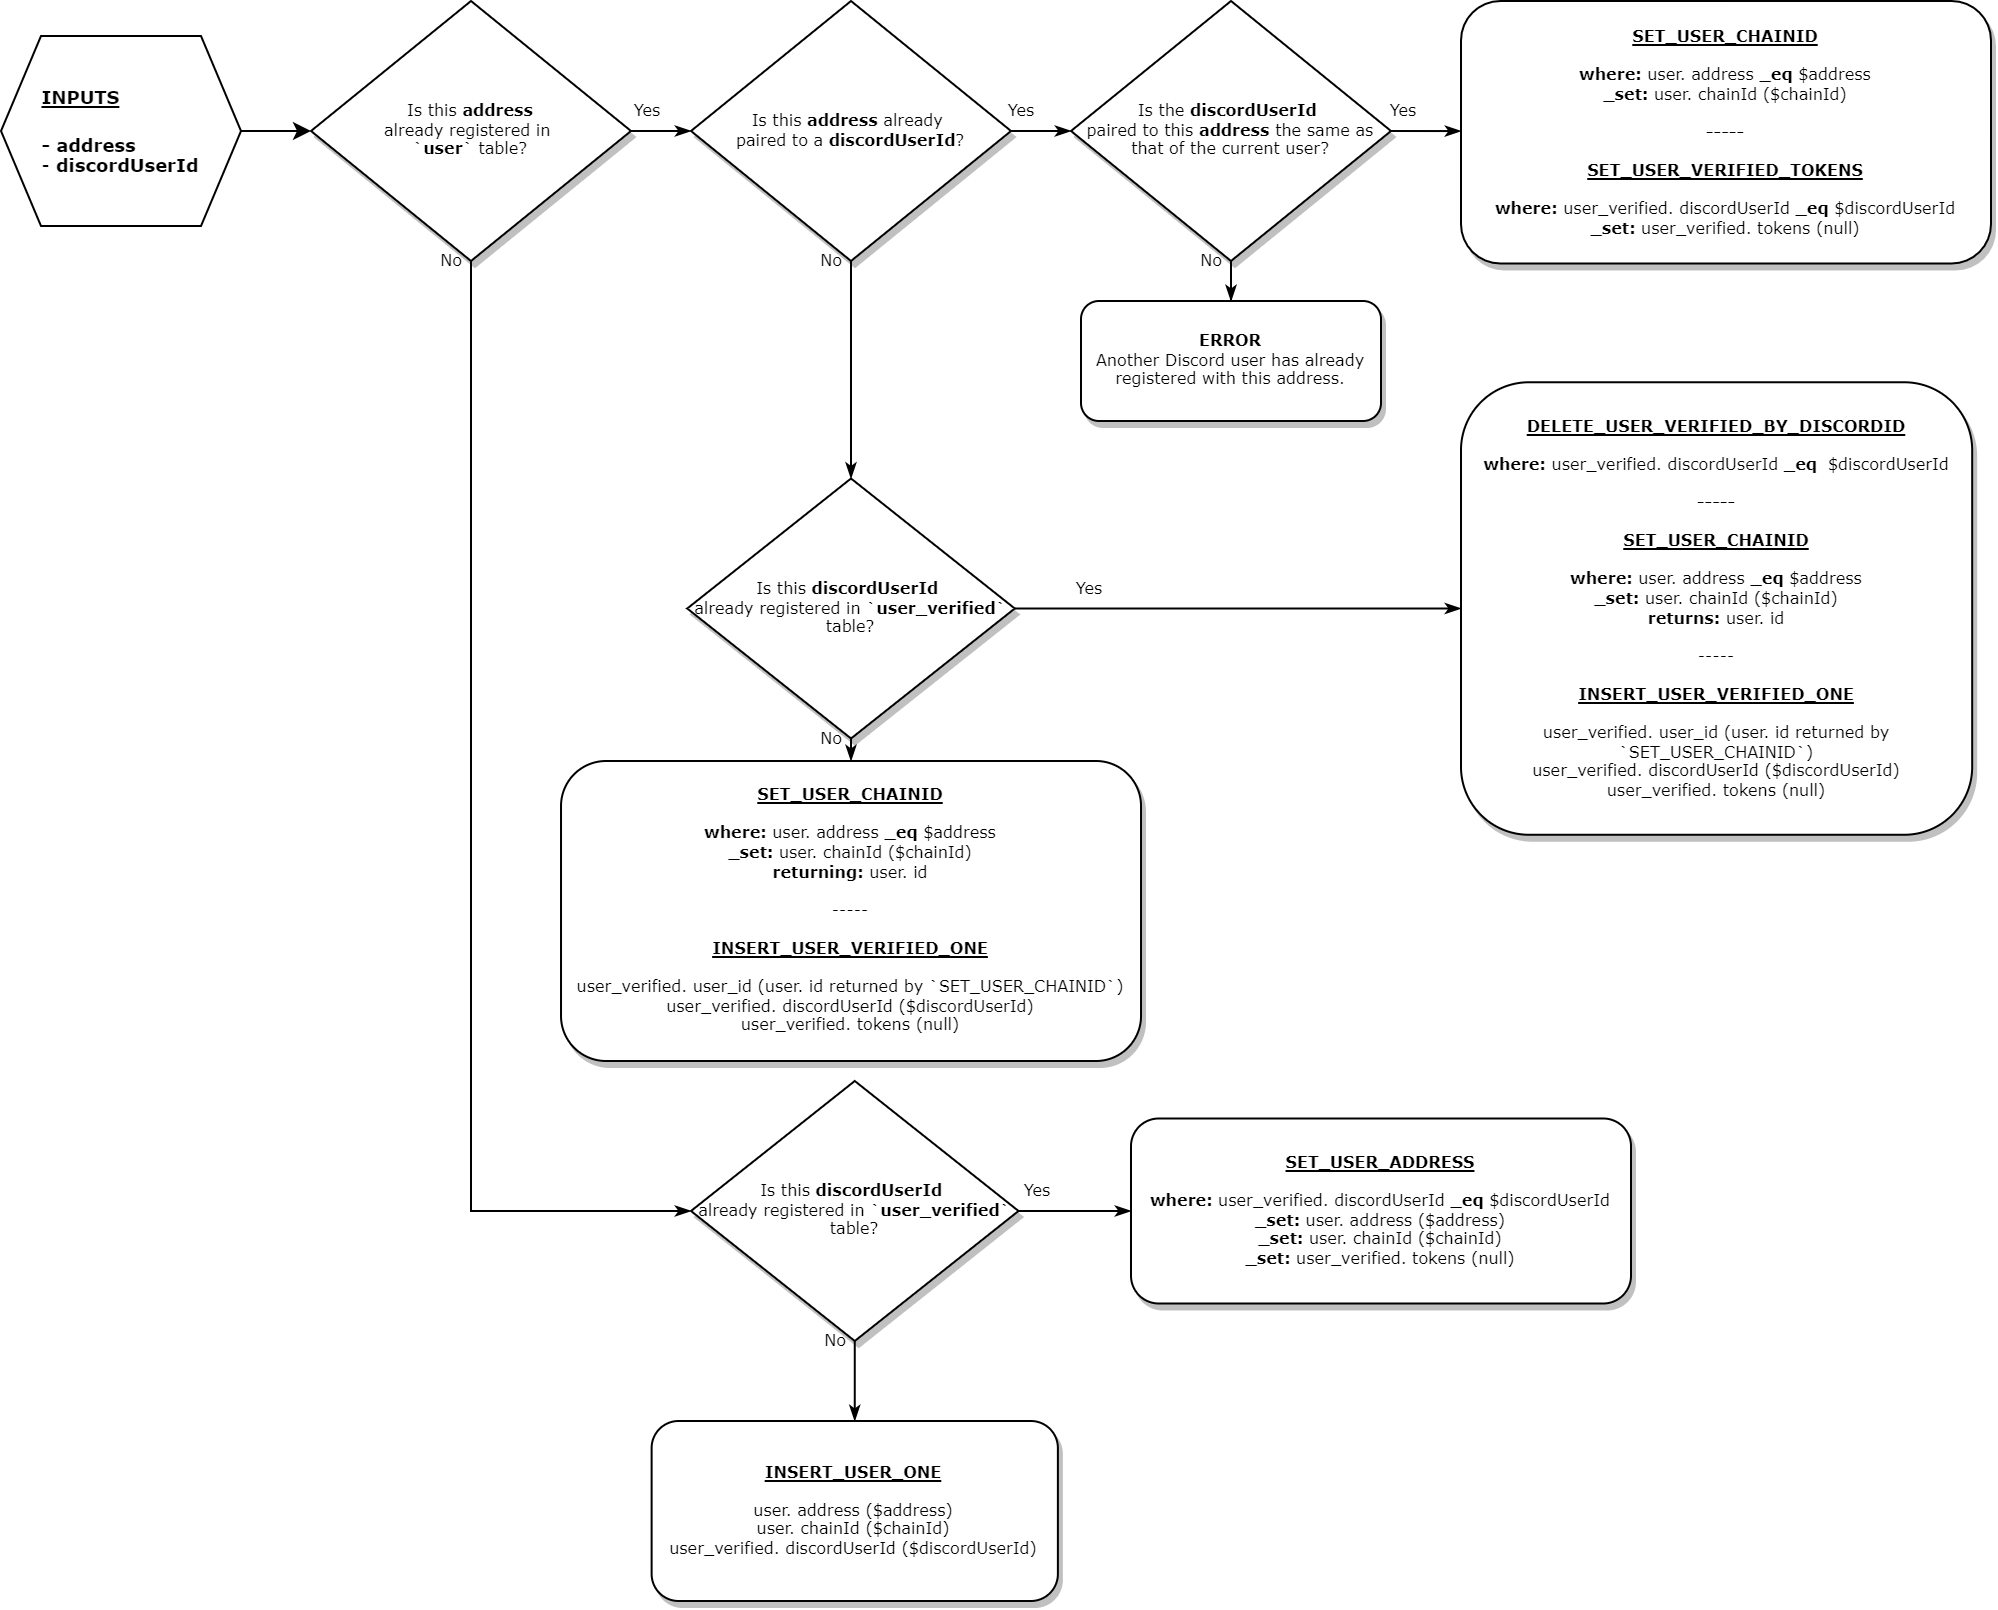 INPUTS
- address
- discordUserId
Is this address
already registered in
`user` table?
Yes
No
Is this address already
paired to a discordUserId?
Yes
No
Is the discordUserId
paired to this address the same as
that of the current user?
Yes
No
SET_USER_CHAINID
where: user. address _eq $address
_set: user. chainId ($chainId)
-----
SET_USER_VERIFIED_TOKENS
where: user_verified. discordUserId _eq $discordUserId
_set: user_verified. tokens (null)
ERROR
Another Discord user has already
registered with this address.
Is this discordUserId
already registered in `user_verified`
table?
Yes
No
DELETE_USER_VERIFIED_BY_DISCORDID
where: user_verified. discordUserId _eq  $discordUserId
-----
SET_USER_CHAINID
where: user. address _eq $address
_set: user. chainId ($chainId)
returns: user. id
-----
INSERT_USER_VERIFIED_ONE
user_verified. user_id (user. id returned by
`SET_USER_CHAINID`)
user_verified. discordUserId ($discordUserId)
user_verified. tokens (null)
SET_USER_CHAINID
where: user. address _eq $address
_set: user. chainId ($chainId)
returning: user. id
-----
INSERT_USER_VERIFIED_ONE
user_verified. user_id (user. id returned by `SET_USER_CHAINID`)
user_verified. discordUserId ($discordUserId)
user_verified. tokens (null)
Is this discordUserId
already registered in `user_verified`
table?
Yes
No
SET_USER_ADDRESS
where: user_verified. discordUserId _eq $discordUserId
_set: user. address ($address)
_set: user. chainId ($chainId)
_set: user_verified. tokens (null)
INSERT_USER_ONE
user. address ($address)
user. chainId ($chainId)
user_verified. discordUserId ($discordUserId)